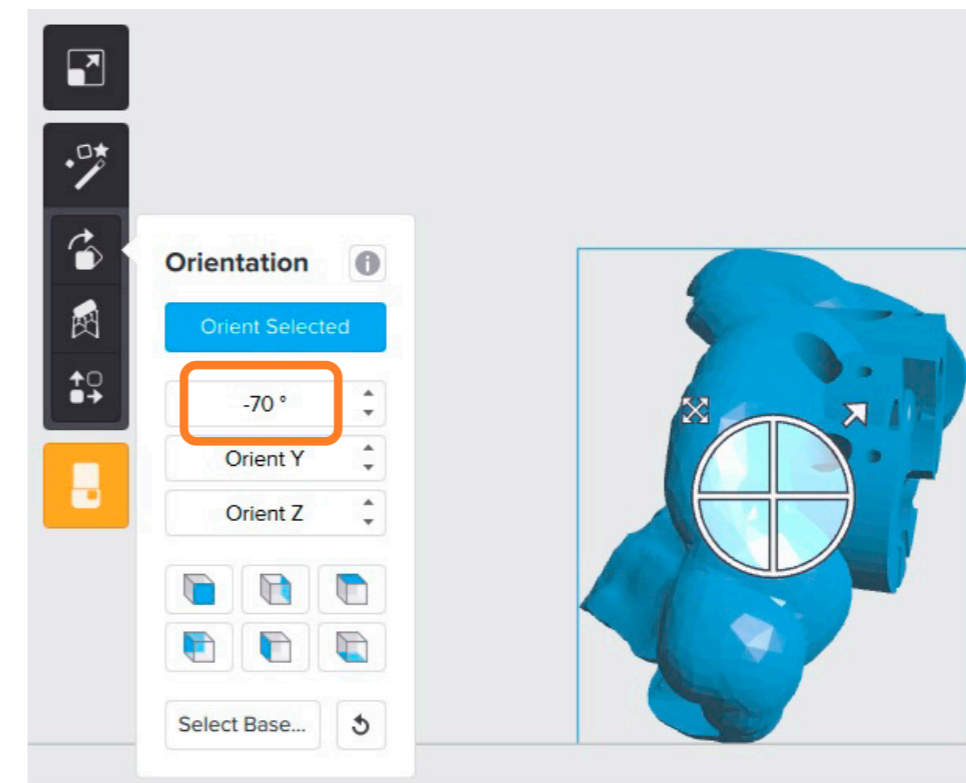 Orientation
Orient Selected
-70 °
Orient Y
Orient Z
Select Base...